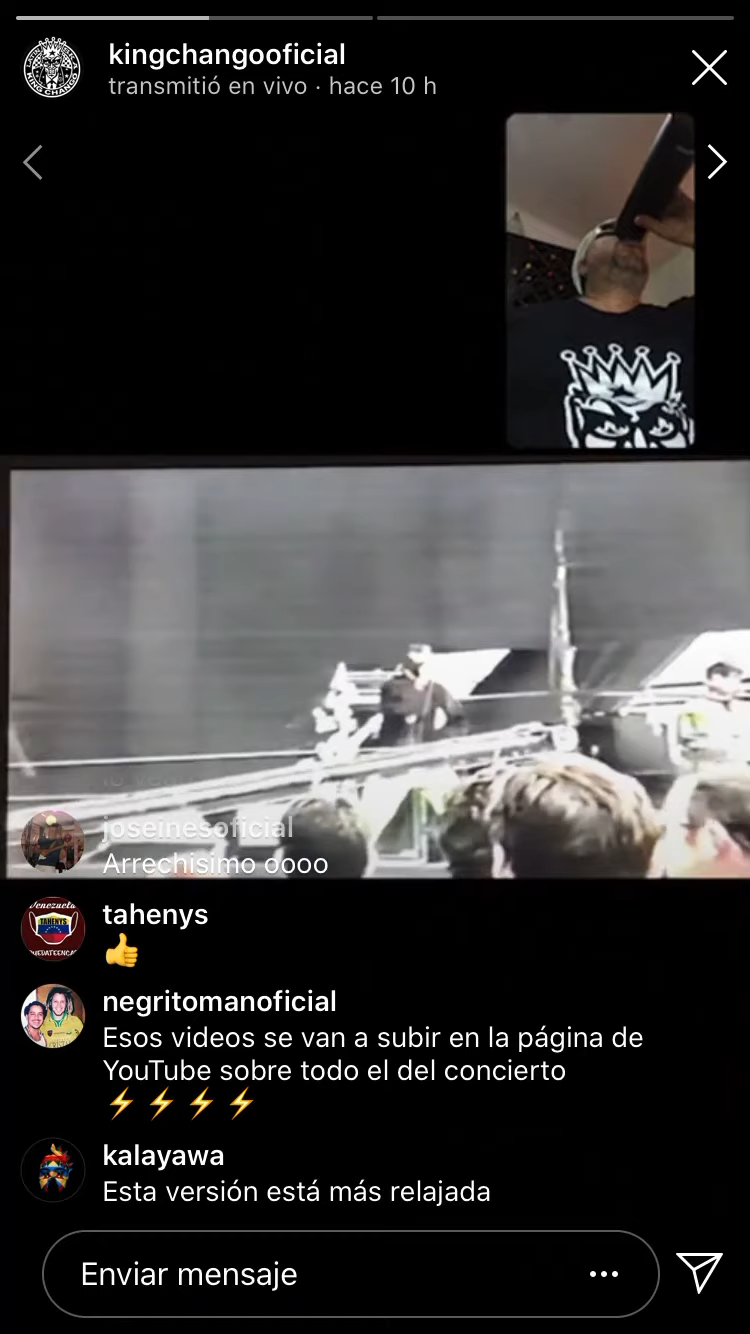 kingchangooficial
transmitió en vivo · hace 10 h
joseinesoficial
Arrechisimo oooo
tahenys
👍
negritomanoficial
Esos videos se van a subir en la página de
YouTube sobre todo el del concierto
⚡⚡⚡⚡
kalayawa
Esta versión está más relajada
Enviar mensaje